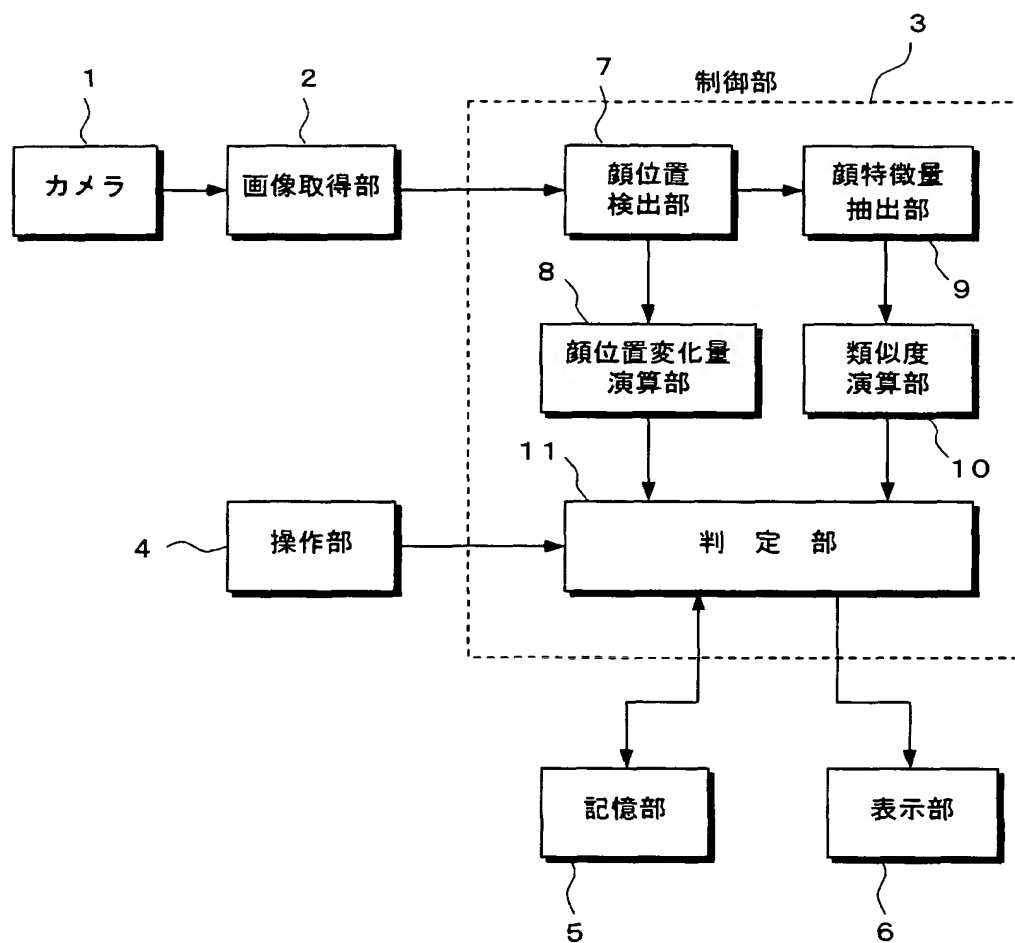 3
1
2
7
制御部
カメラ
画像取得部
顔位置
検出部
顔特徴量
抽出部
8
9
顔位置変化量
演算部
類似度
演算部
11
10
4
操作部
判定部
記憶部
表示部
5
6